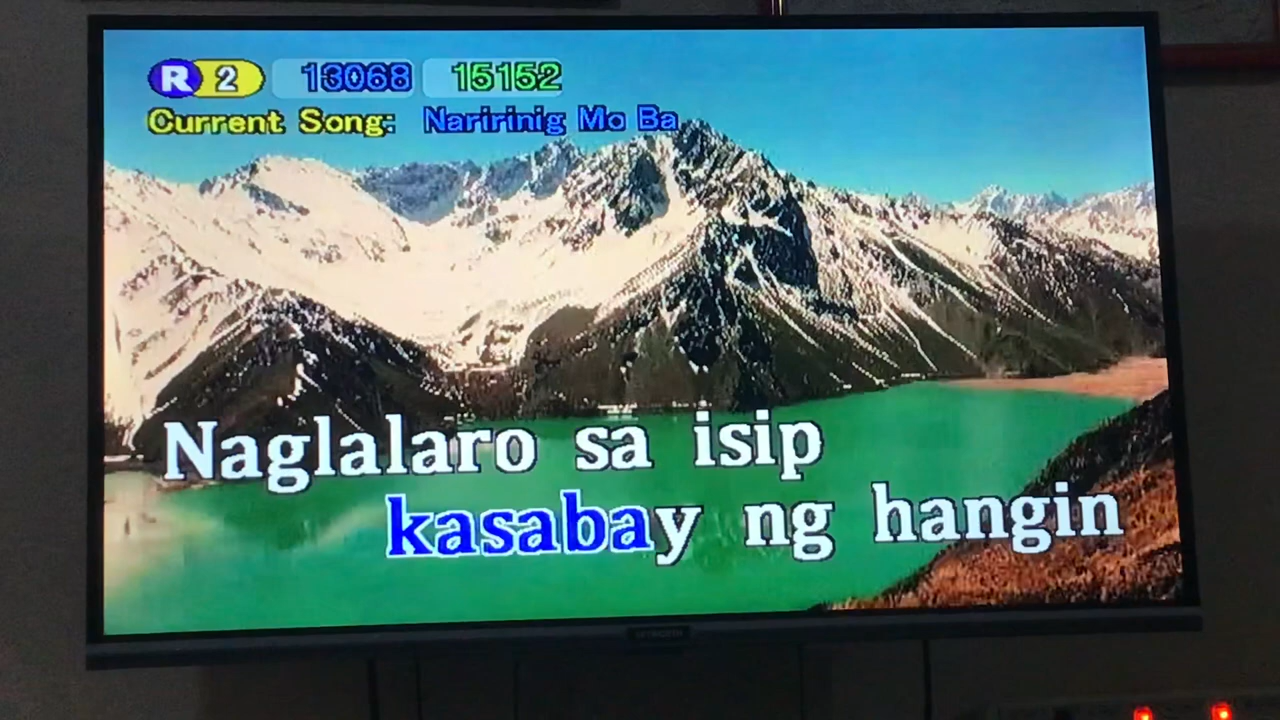 R 2 13068 15152
Current Song: Naririnig Mo Ba
Naglalaro sa isip
kasabay ng hangin